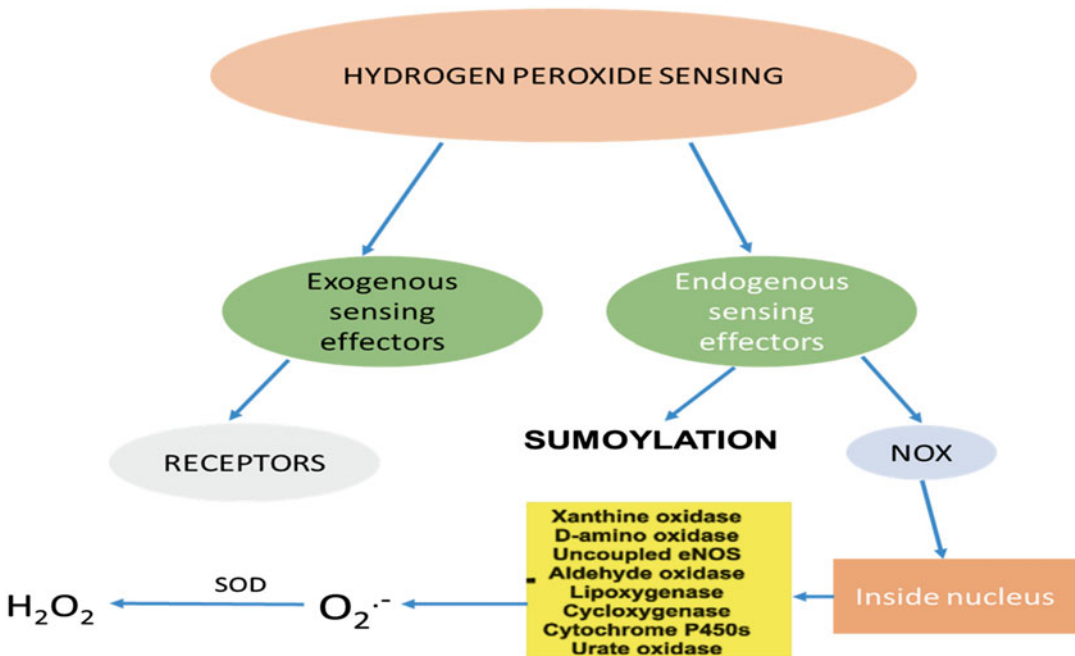 HYDROGEN PEROXIDE SENSING
Exogenous
sensing
effectors
Endogenous
sensing
effectors
RECEPTORS
SUMOYLATION
NOX
Xanthine oxidase
D-amino oxidase
Uncoupled eNOS
Aldehyde oxidase
Lipoxygenase
Cycloxygenase
Cytochrome P450s
Urate oxidase
Inside nucleus
SOD
H₂O₂
O₂·⁻